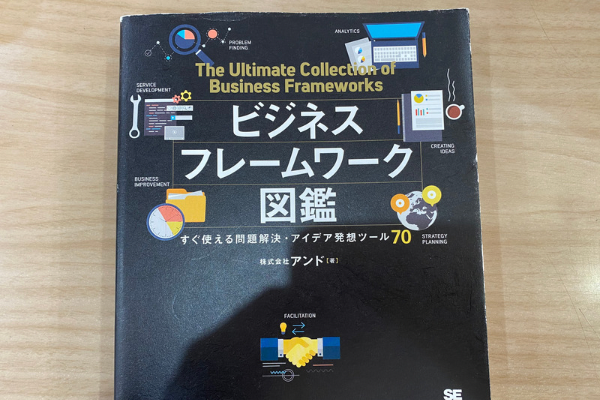 ANALYTICS
PROBLEM
FINDING
The Ultimate Collection of
Business Frameworks
SERVICE
DEVELOPMENT
ビジネス
フレームワーク
図鑑
CREATING
IDEAS
BUSINESS
IMPROVEMENT
すぐ使える問題解決・アイデア発想ツール70
STRATEGY
PLANNING
株式会社アンド[著]
FACILITATION
SE